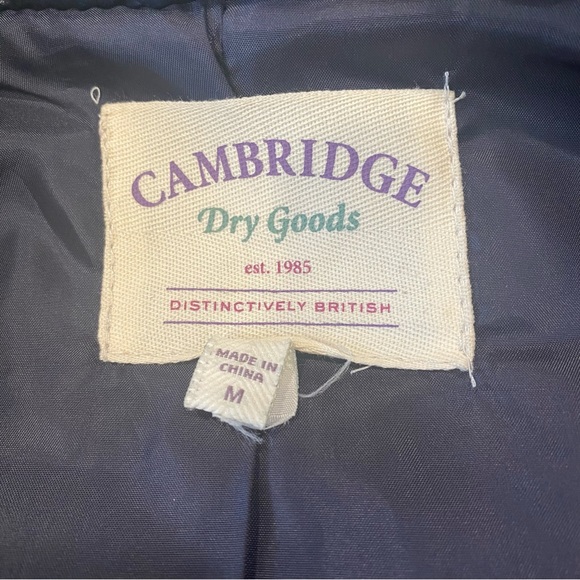 CAMBRIDGE
Dry Goods
est. 1985
DISTINCTIVELY BRITISH
MADE IN
CHINA
M